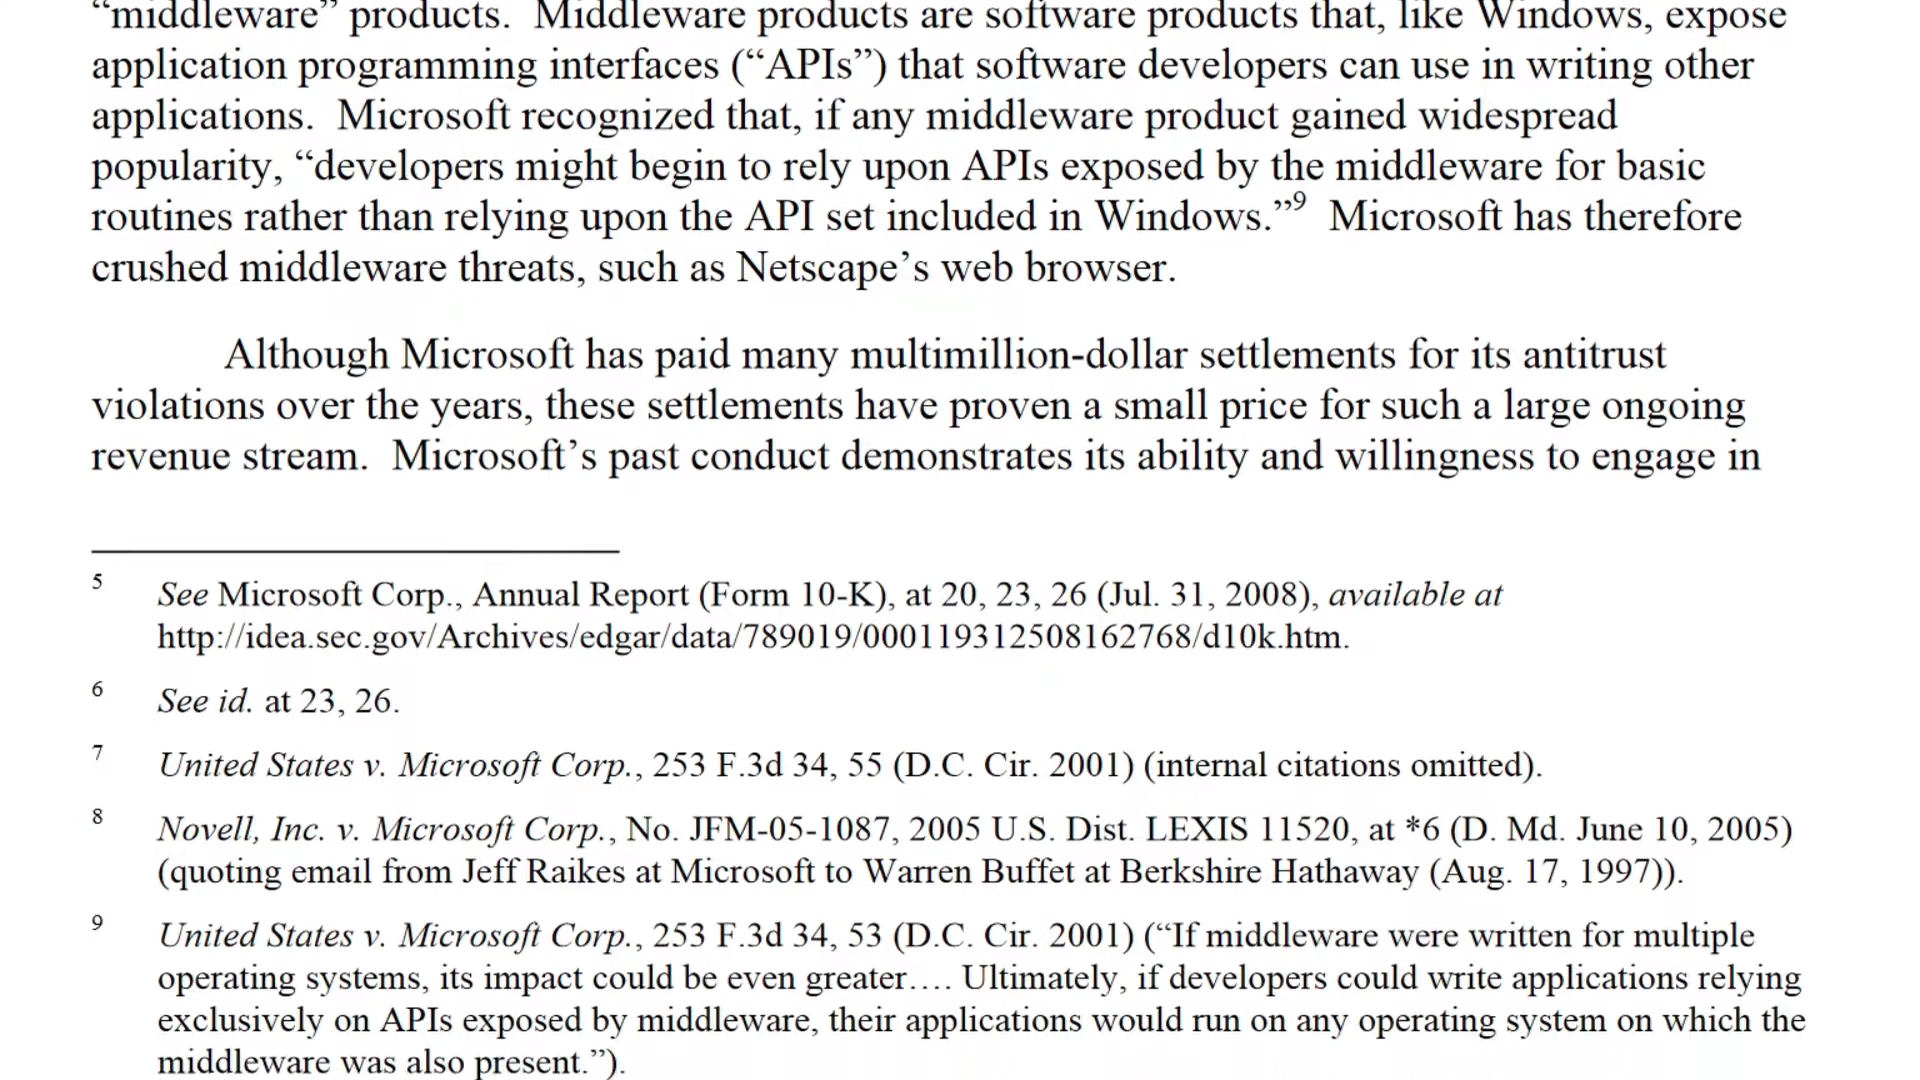 “middleware” products.  Middleware products are software products that, like Windows, expose
application programming interfaces (“APIs”) that software developers can use in writing other
applications.  Microsoft recognized that, if any middleware product gained widespread
popularity, “developers might begin to rely upon APIs exposed by the middleware for basic
routines rather than relying upon the API set included in Windows.”9  Microsoft has therefore
crushed middleware threats, such as Netscape’s web browser.
Although Microsoft has paid many multimillion-dollar settlements for its antitrust
violations over the years, these settlements have proven a small price for such a large ongoing
revenue stream.  Microsoft’s past conduct demonstrates its ability and willingness to engage in
5 See Microsoft Corp., Annual Report (Form 10-K), at 20, 23, 26 (Jul. 31, 2008), available at
http://idea.sec.gov/Archives/edgar/data/789019/000119312508162768/d10k.htm.
6 See id. at 23, 26.
7 United States v. Microsoft Corp., 253 F.3d 34, 55 (D.C. Cir. 2001) (internal citations omitted).
8 Novell, Inc. v. Microsoft Corp., No. JFM-05-1087, 2005 U.S. Dist. LEXIS 11520, at *6 (D. Md. June 10, 2005)
(quoting email from Jeff Raikes at Microsoft to Warren Buffet at Berkshire Hathaway (Aug. 17, 1997)).
9 United States v. Microsoft Corp., 253 F.3d 34, 53 (D.C. Cir. 2001) (“If middleware were written for multiple
operating systems, its impact could be even greater…. Ultimately, if developers could write applications relying
exclusively on APIs exposed by middleware, their applications would run on any operating system on which the
middleware was also present.”).